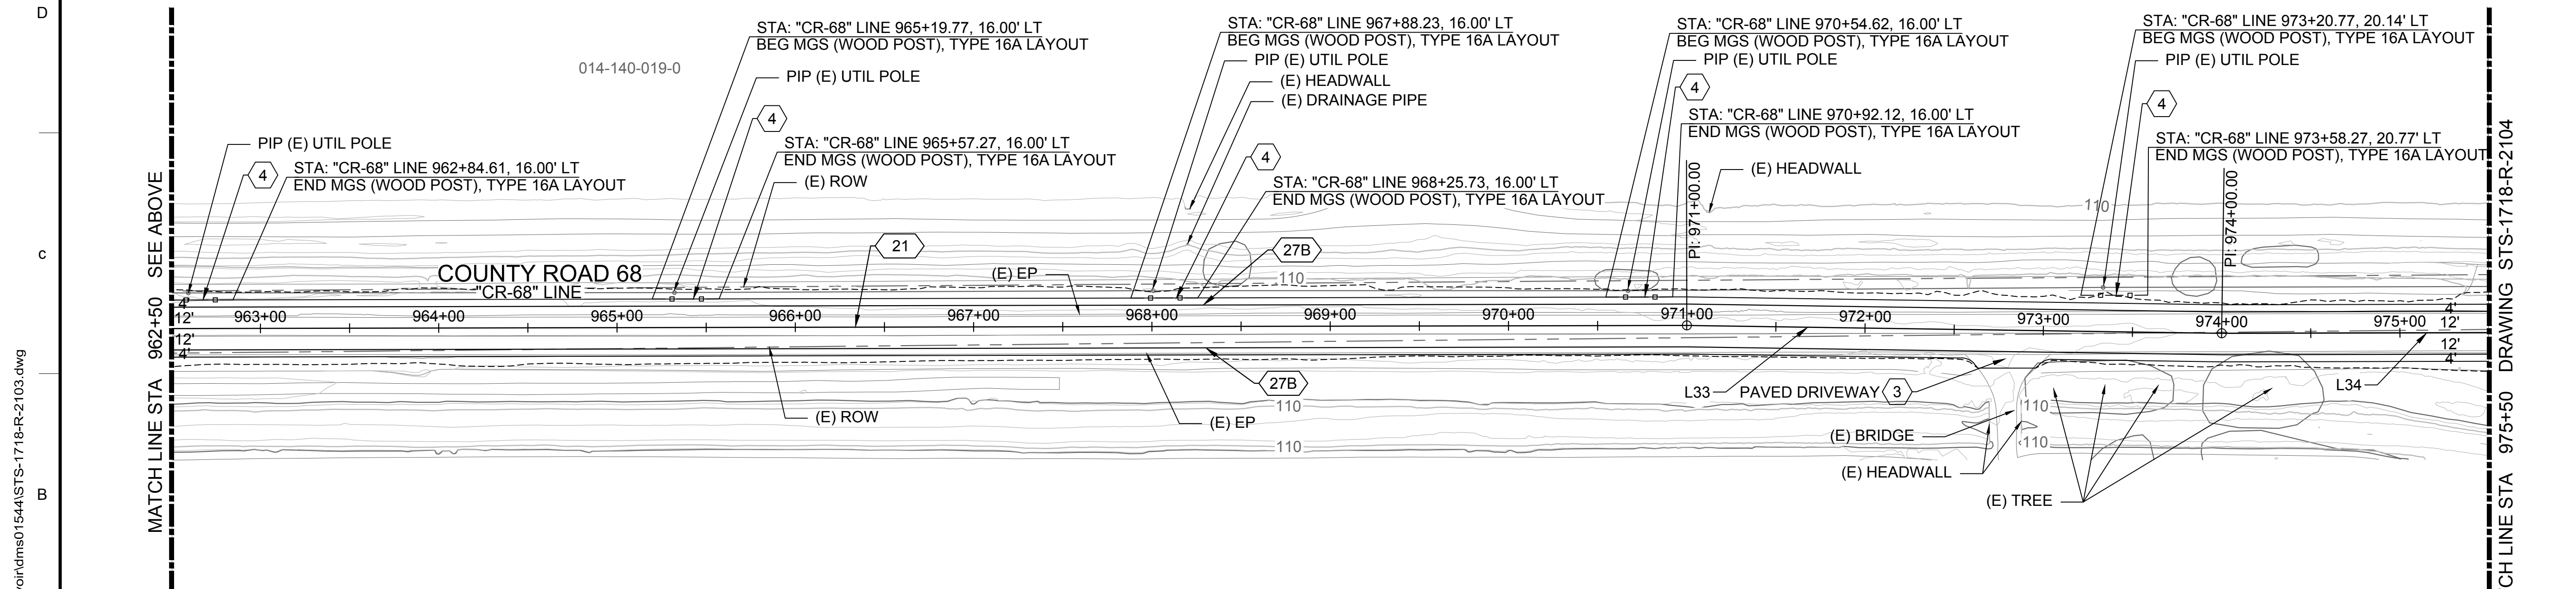 D
STA: "CR-68" LINE 965+19.77, 16.00' LT
BEG MGS (WOOD POST), TYPE 16A LAYOUT
STA: "CR-68" LINE 967+88.23, 16.00' LT
BEG MGS (WOOD POST), TYPE 16A LAYOUT
STA: "CR-68" LINE 970+54.62, 16.00' LT
BEG MGS (WOOD POST), TYPE 16A LAYOUT
STA: "CR-68" LINE 973+20.77, 20.14' LT
BEG MGS (WOOD POST), TYPE 16A LAYOUT
014-140-019-0
PIP (E) UTIL POLE
PIP (E) UTIL POLE
(E) HEADWALL
(E) DRAINAGE PIPE
PIP (E) UTIL POLE
PIP (E) UTIL POLE
4
4
4
STA: "CR-68" LINE 970+92.12, 16.00' LT
END MGS (WOOD POST), TYPE 16A LAYOUT
PIP (E) UTIL POLE
STA: "CR-68" LINE 965+57.27, 16.00' LT
END MGS (WOOD POST), TYPE 16A LAYOUT
STA: "CR-68" LINE 973+58.27, 20.77' LT
END MGS (WOOD POST), TYPE 16A LAYOUT
4
4
STA: "CR-68" LINE 962+84.61, 16.00' LT
END MGS (WOOD POST), TYPE 16A LAYOUT
(E) ROW
STA: "CR-68" LINE 968+25.73, 16.00' LT
END MGS (WOOD POST), TYPE 16A LAYOUT
(E) HEADWALL
110
PI: 971+00.00
PI: 974+00.00
c
21
27B
COUNTY ROAD 68
"CR-68" LINE
(E) EP
110
4'
12'
12'
4'
963+00
964+00
965+00
966+00
967+00
968+00
969+00
970+00
971+00
972+00
973+00
974+00
975+00
4'
12'
12'
4'
27B
L33
PAVED DRIVEWAY
3
L34
(E) ROW
(E) EP
110
110
(E) BRIDGE
110
110
(E) HEADWALL
(E) TREE
B
MATCH LINE STA 962+50 SEE ABOVE
CH LINE STA 975+50 DRAWING STS-1718-R-2104
voir\dms01544\STS-1718-R-2103.dwg